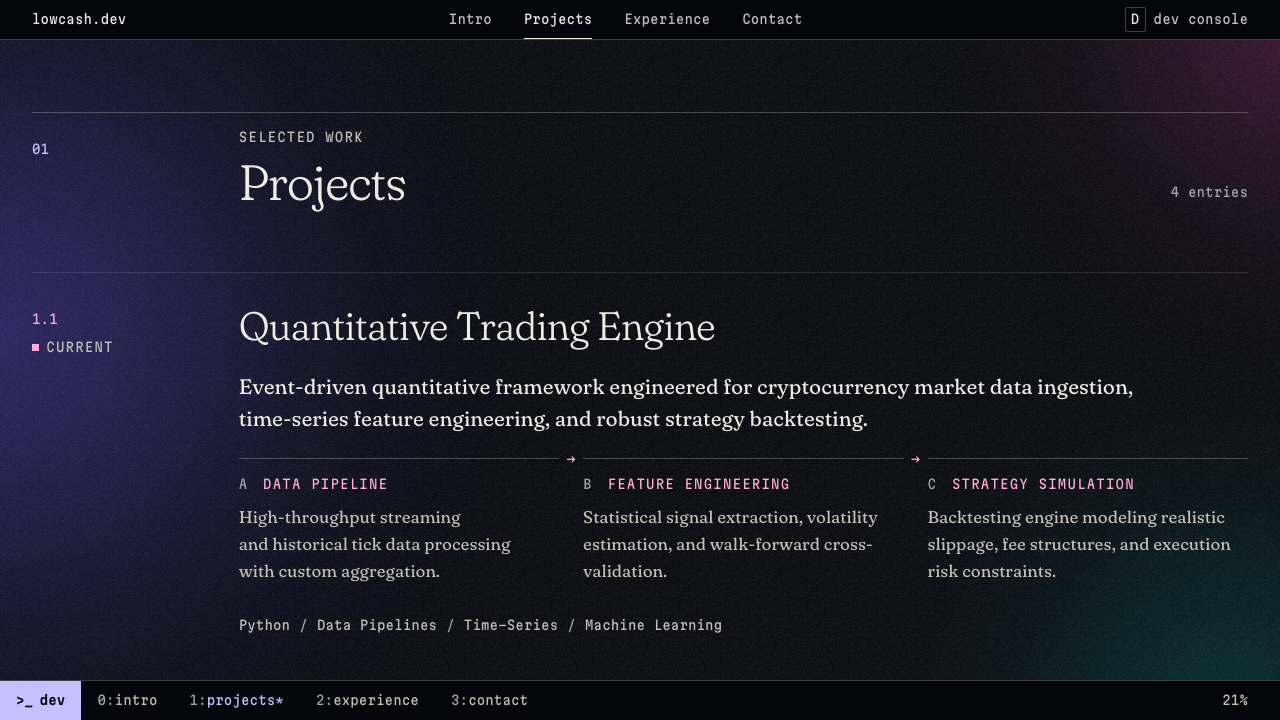 lowcash.dev
Intro Projects Experience Contact
D dev console
01
SELECTED WORK
Projects
4 entries
1.1
CURRENT
Quantitative Trading Engine
Event-driven quantitative framework engineered for cryptocurrency market data ingestion,
time-series feature engineering, and robust strategy backtesting.
→ →
A DATA PIPELINE
High-throughput streaming
and historical tick data processing
with custom aggregation.
B FEATURE ENGINEERING
Statistical signal extraction, volatility
estimation, and walk-forward cross-
validation.
C STRATEGY SIMULATION
Backtesting engine modeling realistic
slippage, fee structures, and execution
risk constraints.
Python / Data Pipelines / Time-Series / Machine Learning
>_ dev 0:intro 1:projects* 2:experience 3:contact 21%